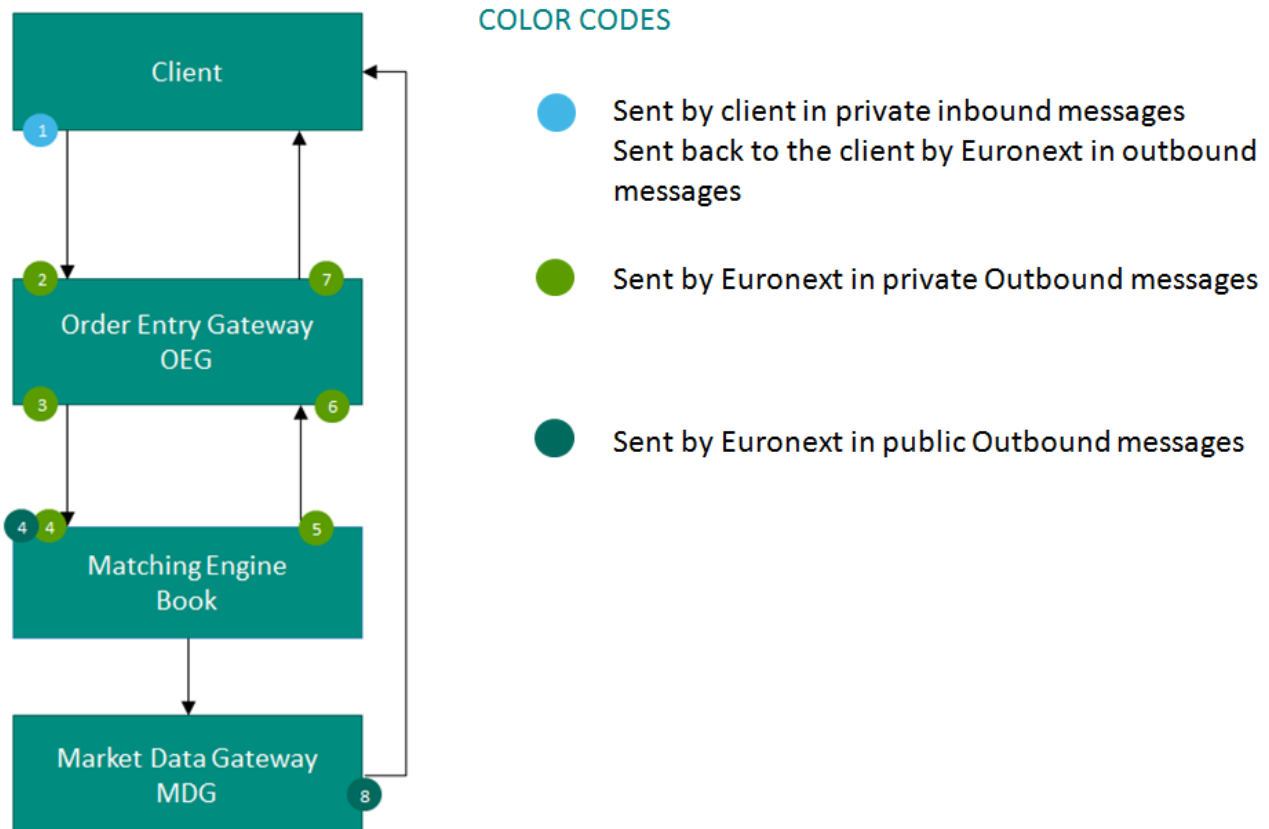 COLOR CODES
Client
1
Sent by client in private inbound messages
Sent back to the client by Euronext in outbound
messages
2
7
Sent by Euronext in private Outbound messages
Order Entry Gateway
OEG
3
6
Sent by Euronext in public Outbound messages
4
4
5
Matching Engine
Book
Market Data Gateway
MDG
8